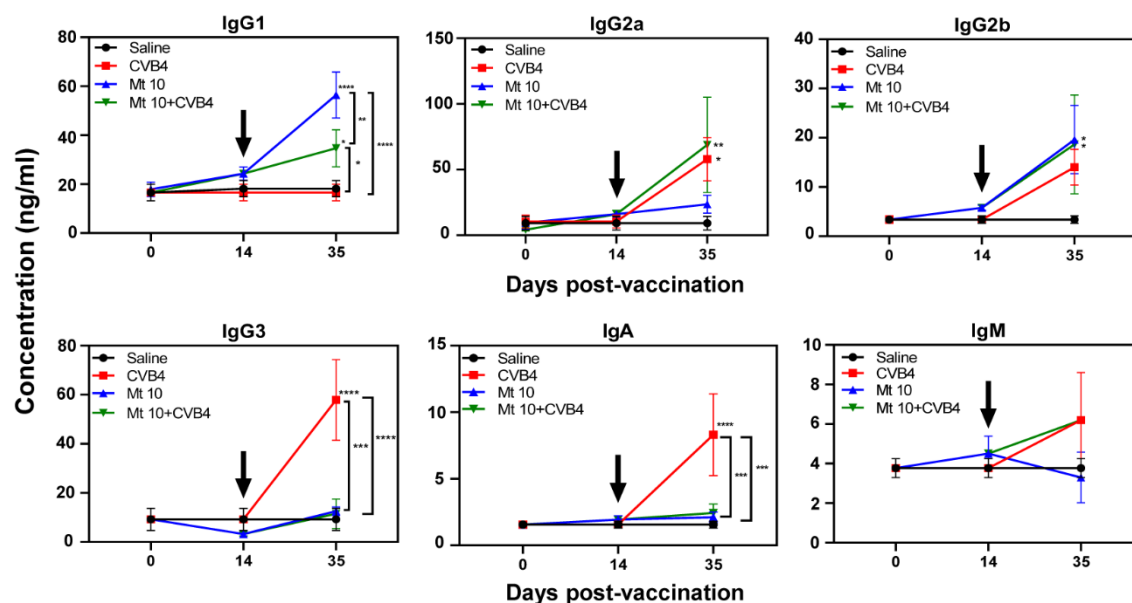 IgG1
80
60
40
20
0
Saline
CVB4
Mt 10
Mt 10+CVB4
****
**
****
*
*
0 14 35
IgG2a
150
100
50
0
Saline
CVB4
Mt 10
Mt 10+CVB4
**
*
0 14 35
IgG2b
40
30
20
10
0
Saline
CVB4
Mt 10
Mt 10+CVB4
*
*
0 14 35
Concentration (ng/ml)
Days post-vaccination
IgG3
80
60
40
20
0
Saline
CVB4
Mt 10
Mt 10+CVB4
****
***
****
0 14 35
IgA
15
10
5
0
Saline
CVB4
Mt 10
Mt 10+CVB4
****
***
***
0 14 35
IgM
10
8
6
4
2
0
Saline
CVB4
Mt 10
Mt 10+CVB4
0 14 35
Days post-vaccination